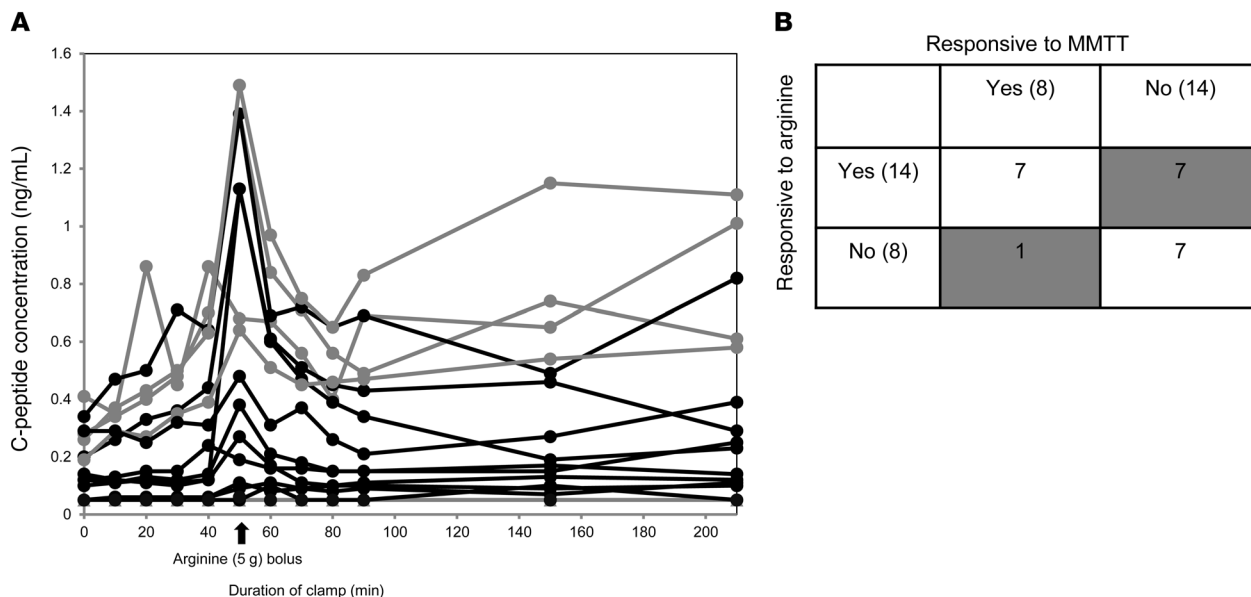 A
C-peptide concentration (ng/mL)
1.6
1.4
1.2
1
0.8
0.6
0.4
0.2
0
0 20 40 60 80 100 120 140 160 180 200
Arginine (5 g) bolus
Duration of clamp (min)
B
Responsive to MMTT
Responsive to arginine
Yes (8) No (14)
Yes (14) 7 7
No (8) 1 7